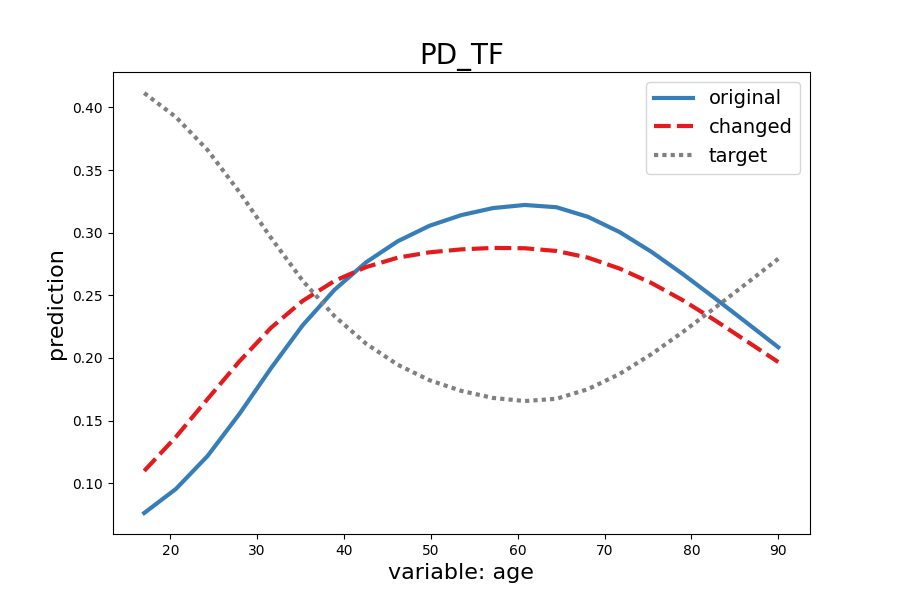 PD_TF
original
changed
target
prediction
0.40
0.35
0.30
0.25
0.20
0.15
0.10
20 30 40 50 60 70 80 90
variable: age